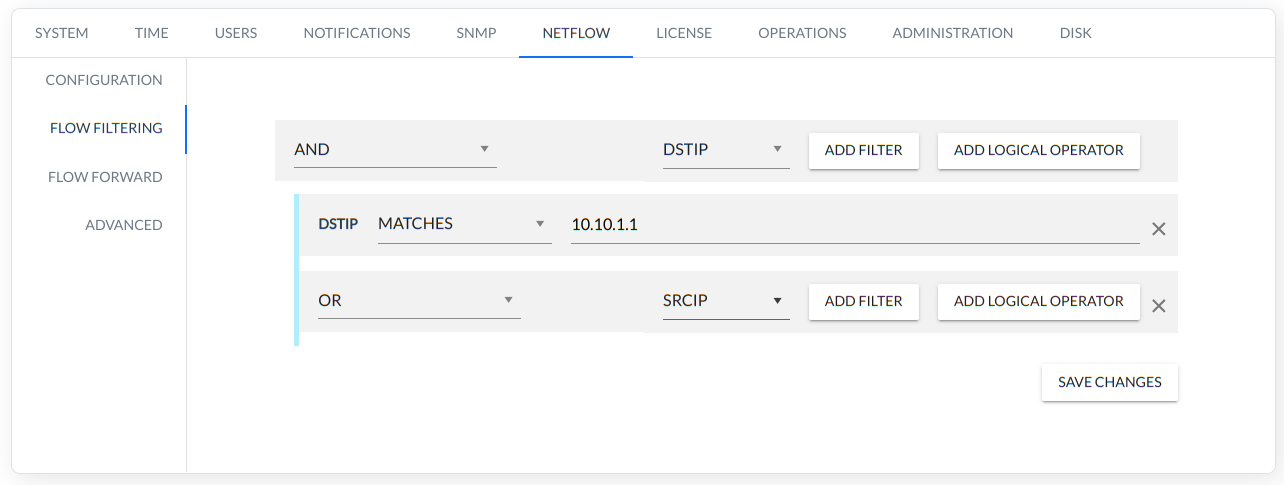 SYSTEM TIME USERS NOTIFICATIONS SNMP NETFLOW LICENSE OPERATIONS ADMINISTRATION DISK
CONFIGURATION
FLOW FILTERING
FLOW FORWARD
ADVANCED
AND DSTIP ADD FILTER ADD LOGICAL OPERATOR
DSTIP MATCHES 10.10.1.1
OR SRCIP ADD FILTER ADD LOGICAL OPERATOR
SAVE CHANGES